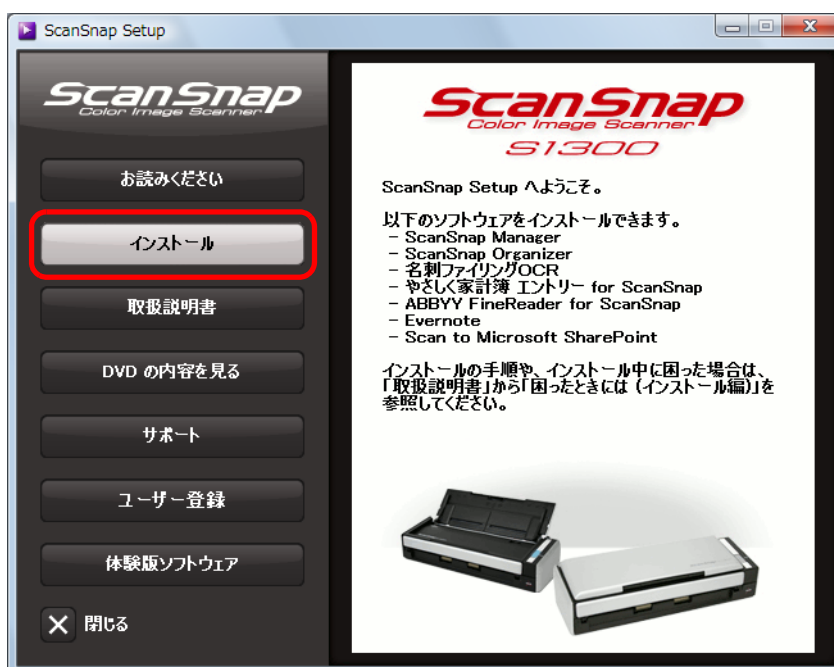 ScanSnap Setup
ScanSnap
Color Image Scanner
お読みください
インストール
取扱説明書
DVD の内容を見る
サポート
ユーザー登録
体験版ソフトウェア
閉じる
ScanSnap
Color Image Scanner
S1300
ScanSnap Setup へようこそ。
以下のソフトウェアをインストールできます。
- ScanSnap Manager
- ScanSnap Organizer
- 名刺ファイリングOCR
- やさしく家計簿 エントリー for ScanSnap
- ABBYY FineReader for ScanSnap
- Evernote
- Scan to Microsoft SharePoint
インストールの手順や、インストール中に困った場合は、
「取扱説明書」から「困ったときには (インストール編)」を
参照してください。